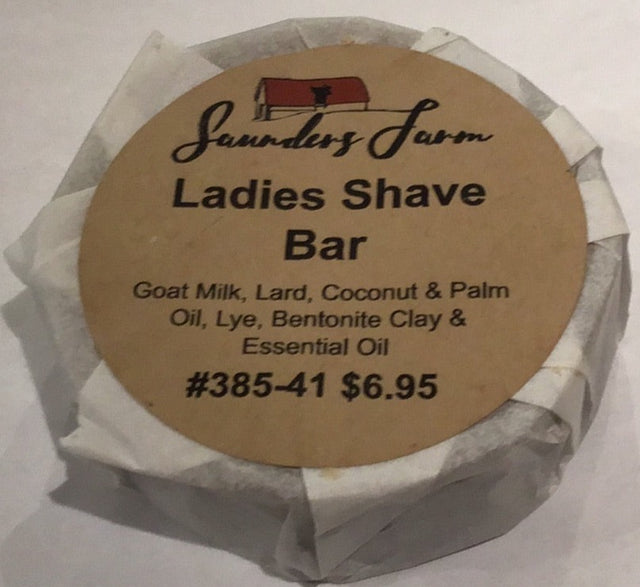 Saunders Farm
Ladies Shave
Bar
Goat Milk, Lard, Coconut & Palm
Oil, Lye, Bentonite Clay &
Essential Oil
#385-41 $6.95